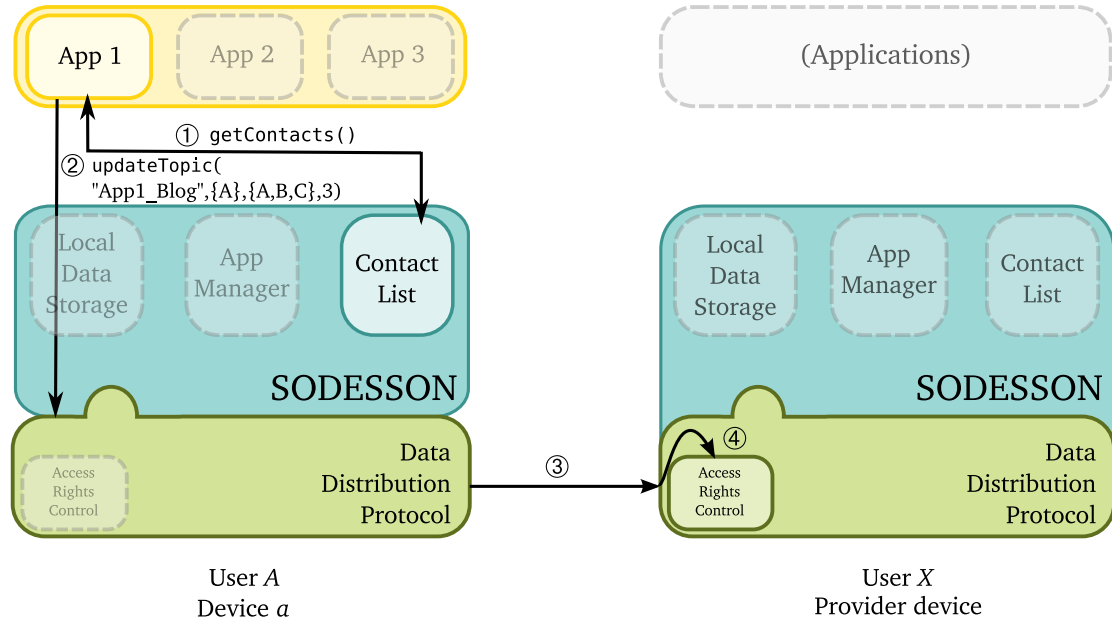 App 1
App 2
App 3
(Applications)
① getContacts()
② updateTopic(
"App1_Blog",{A},{A,B,C},3)
Local
Data
Storage
App
Manager
Contact
List
SODESSON
Data
Distribution
Protocol
Access
Rights
Control
③
Local
Data
Storage
App
Manager
Contact
List
SODESSON
④
Access
Rights
Control
Data
Distribution
Protocol
User A
Device a
User X
Provider device